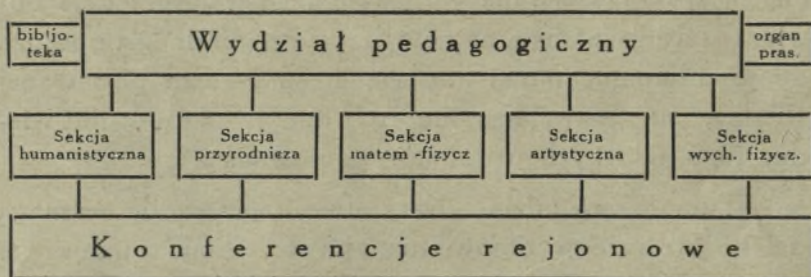 bibljo-
teka
Wydział pedagogiczny
organ
pras.
Sekcja
humanistyczna
Sekcja
przyrodnicza
Sekcja
matem -fizycz
Sekcja
artystyczna
Sekcja
wych. fizycz.
Konferencje rejonowe